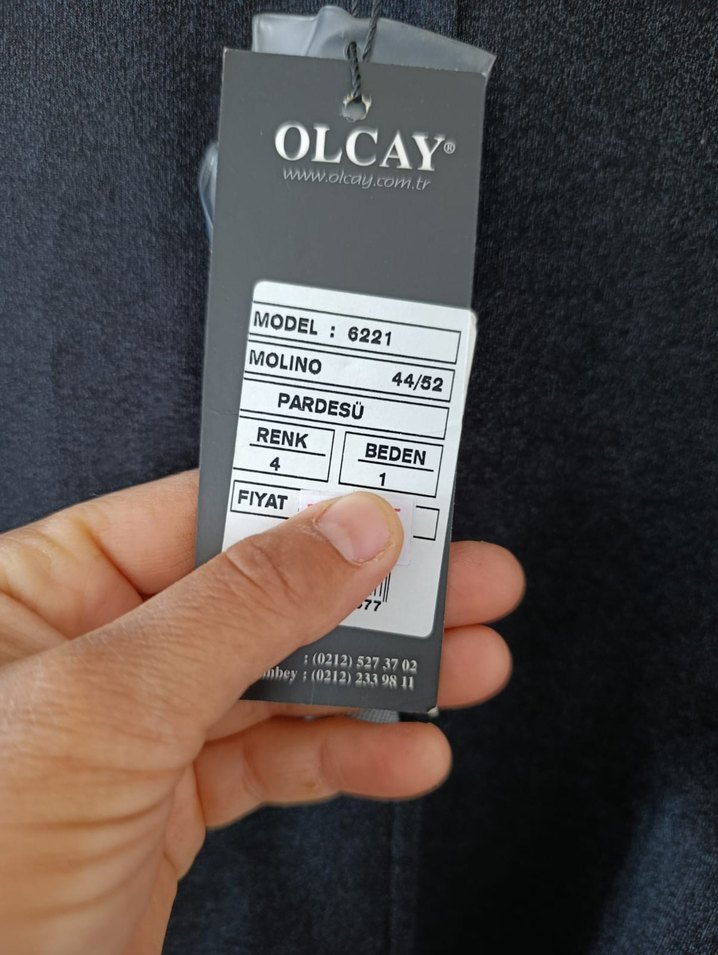 OLCAY®
www.olcay.com.tr
MODEL : 6221
MOLINO 44/52
PARDESÜ
RENK BEDEN
4 1
FIYAT
77
: (0212) 527 37 02
mbey : (0212) 233 98 11